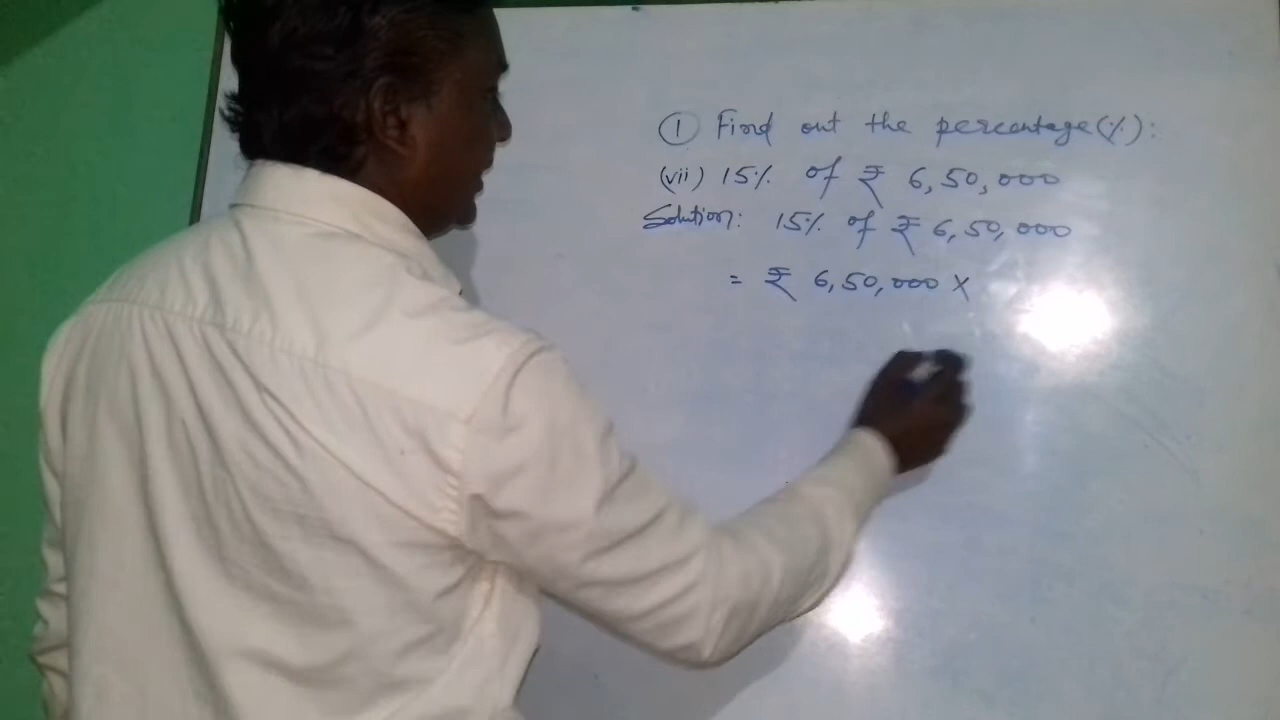 ① Find out the percentage (%):
(vii) 15% of ₹ 6,50,000
Solution: 15% of ₹ 6,50,000
= ₹ 6,50,000 X